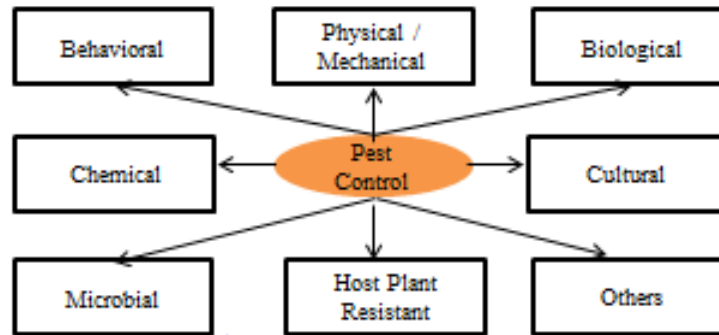 Behavioral
Physical /
Mechanical
Biological
Chemical
Pest
Control
Cultural
Microbial
Host Plant
Resistant
Others